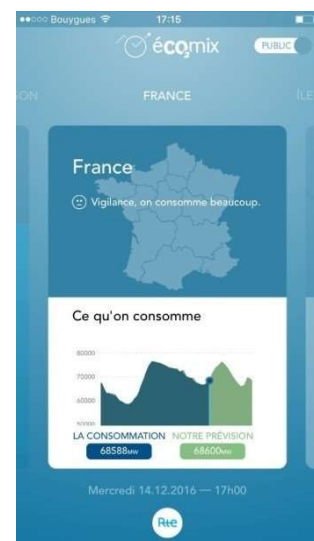 Bouygues 17:15
éco2mix PUBLIC
SON FRANCE ÎLE
France
Vigilance, on consomme beaucoup.
Ce qu'on consomme
80000
70000
60000
50000
LA CONSOMMATION NOTRE PRÉVISION
68588MW 68600MW
Mercredi 14.12.2016 — 17h00
Rte